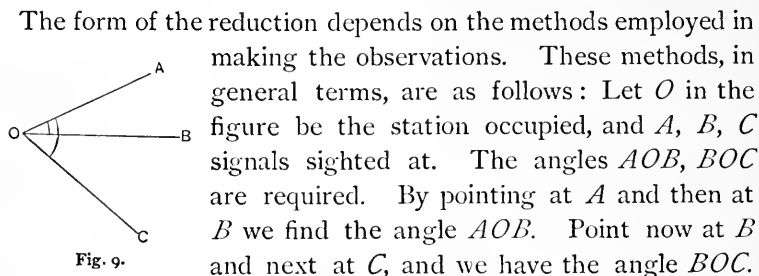 The form of the reduction depends on the methods employed in
making the observations. These methods, in
general terms, are as follows: Let O in the
figure be the station occupied, and A, B, C
signals sighted at. The angles AOB, BOC
are required. By pointing at A and then at
B we find the angle AOB. Point now at B
and next at C, and we have the angle BOC.
A
O
B
C
Fig. 9.